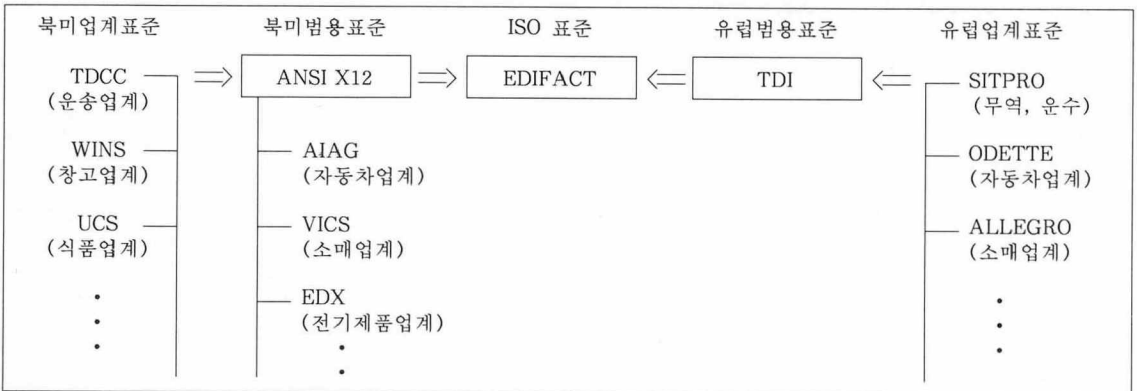 북미업계표준 북미범용표준 ISO 표준 유럽범용표준 유럽업계표준
TDCC ANSI X12 EDIFACT TDI SITPRO
(운송업계) (무역, 운수)
WINS AIAG ODETTE
(창고업계) (자동차업계) (자동차업계)
UCS VICS ALLEGRO
(식품업계) (소매업계) (소매업계)
EDX
(전기제품업계)